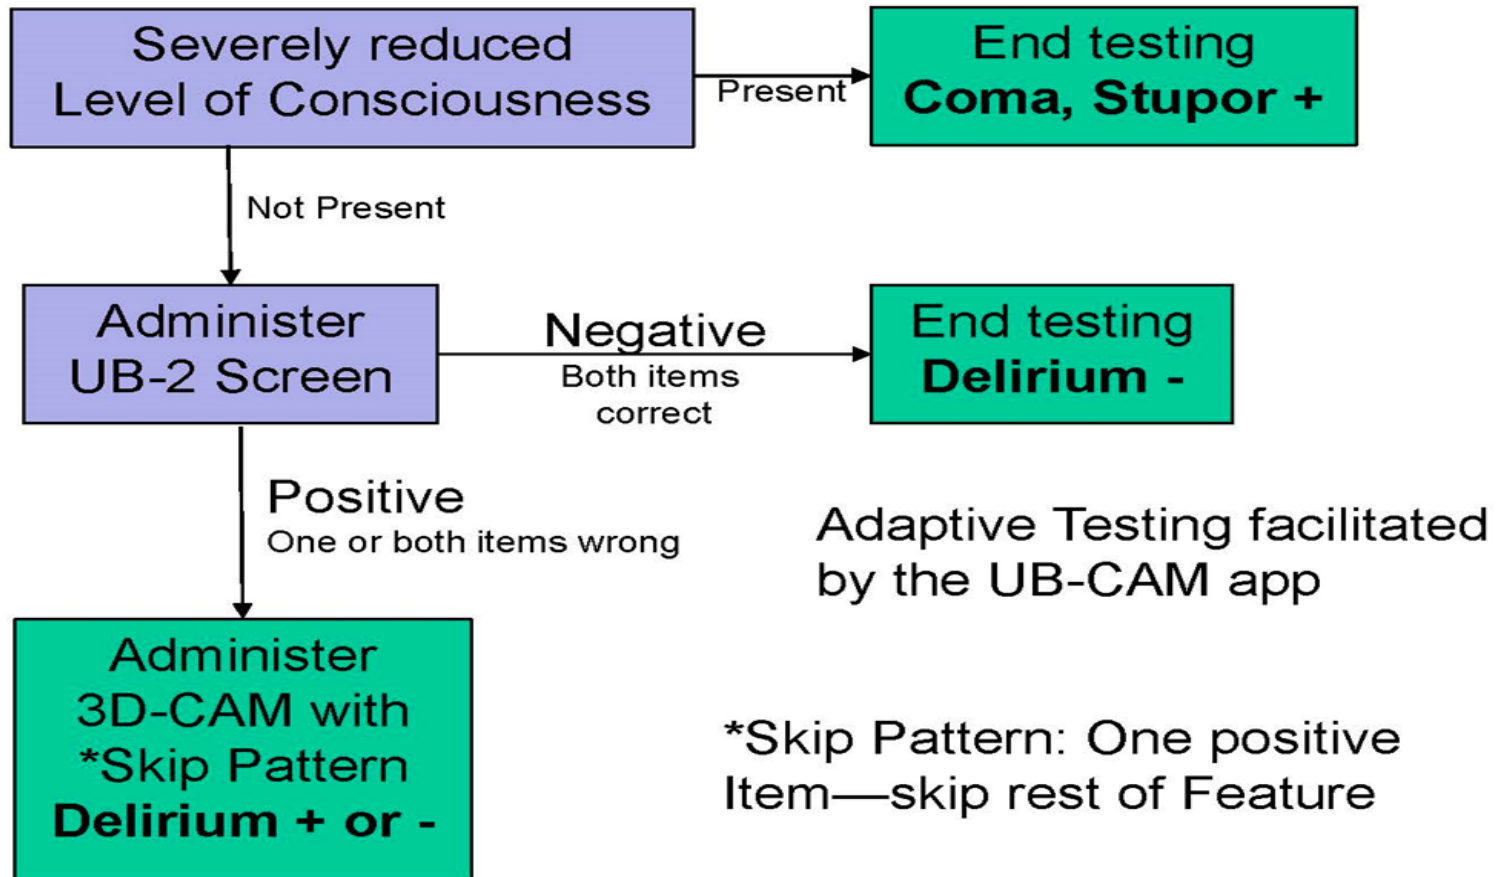 Severely reduced
Level of Consciousness
Present
End testing
Coma, Stupor +
Not Present
Administer
UB-2 Screen
Negative
Both items
correct
End testing
Delirium -
Positive
One or both items wrong
Adaptive Testing facilitated
by the UB-CAM app
Administer
3D-CAM with
*Skip Pattern
Delirium + or -
*Skip Pattern: One positive
Item—skip rest of Feature